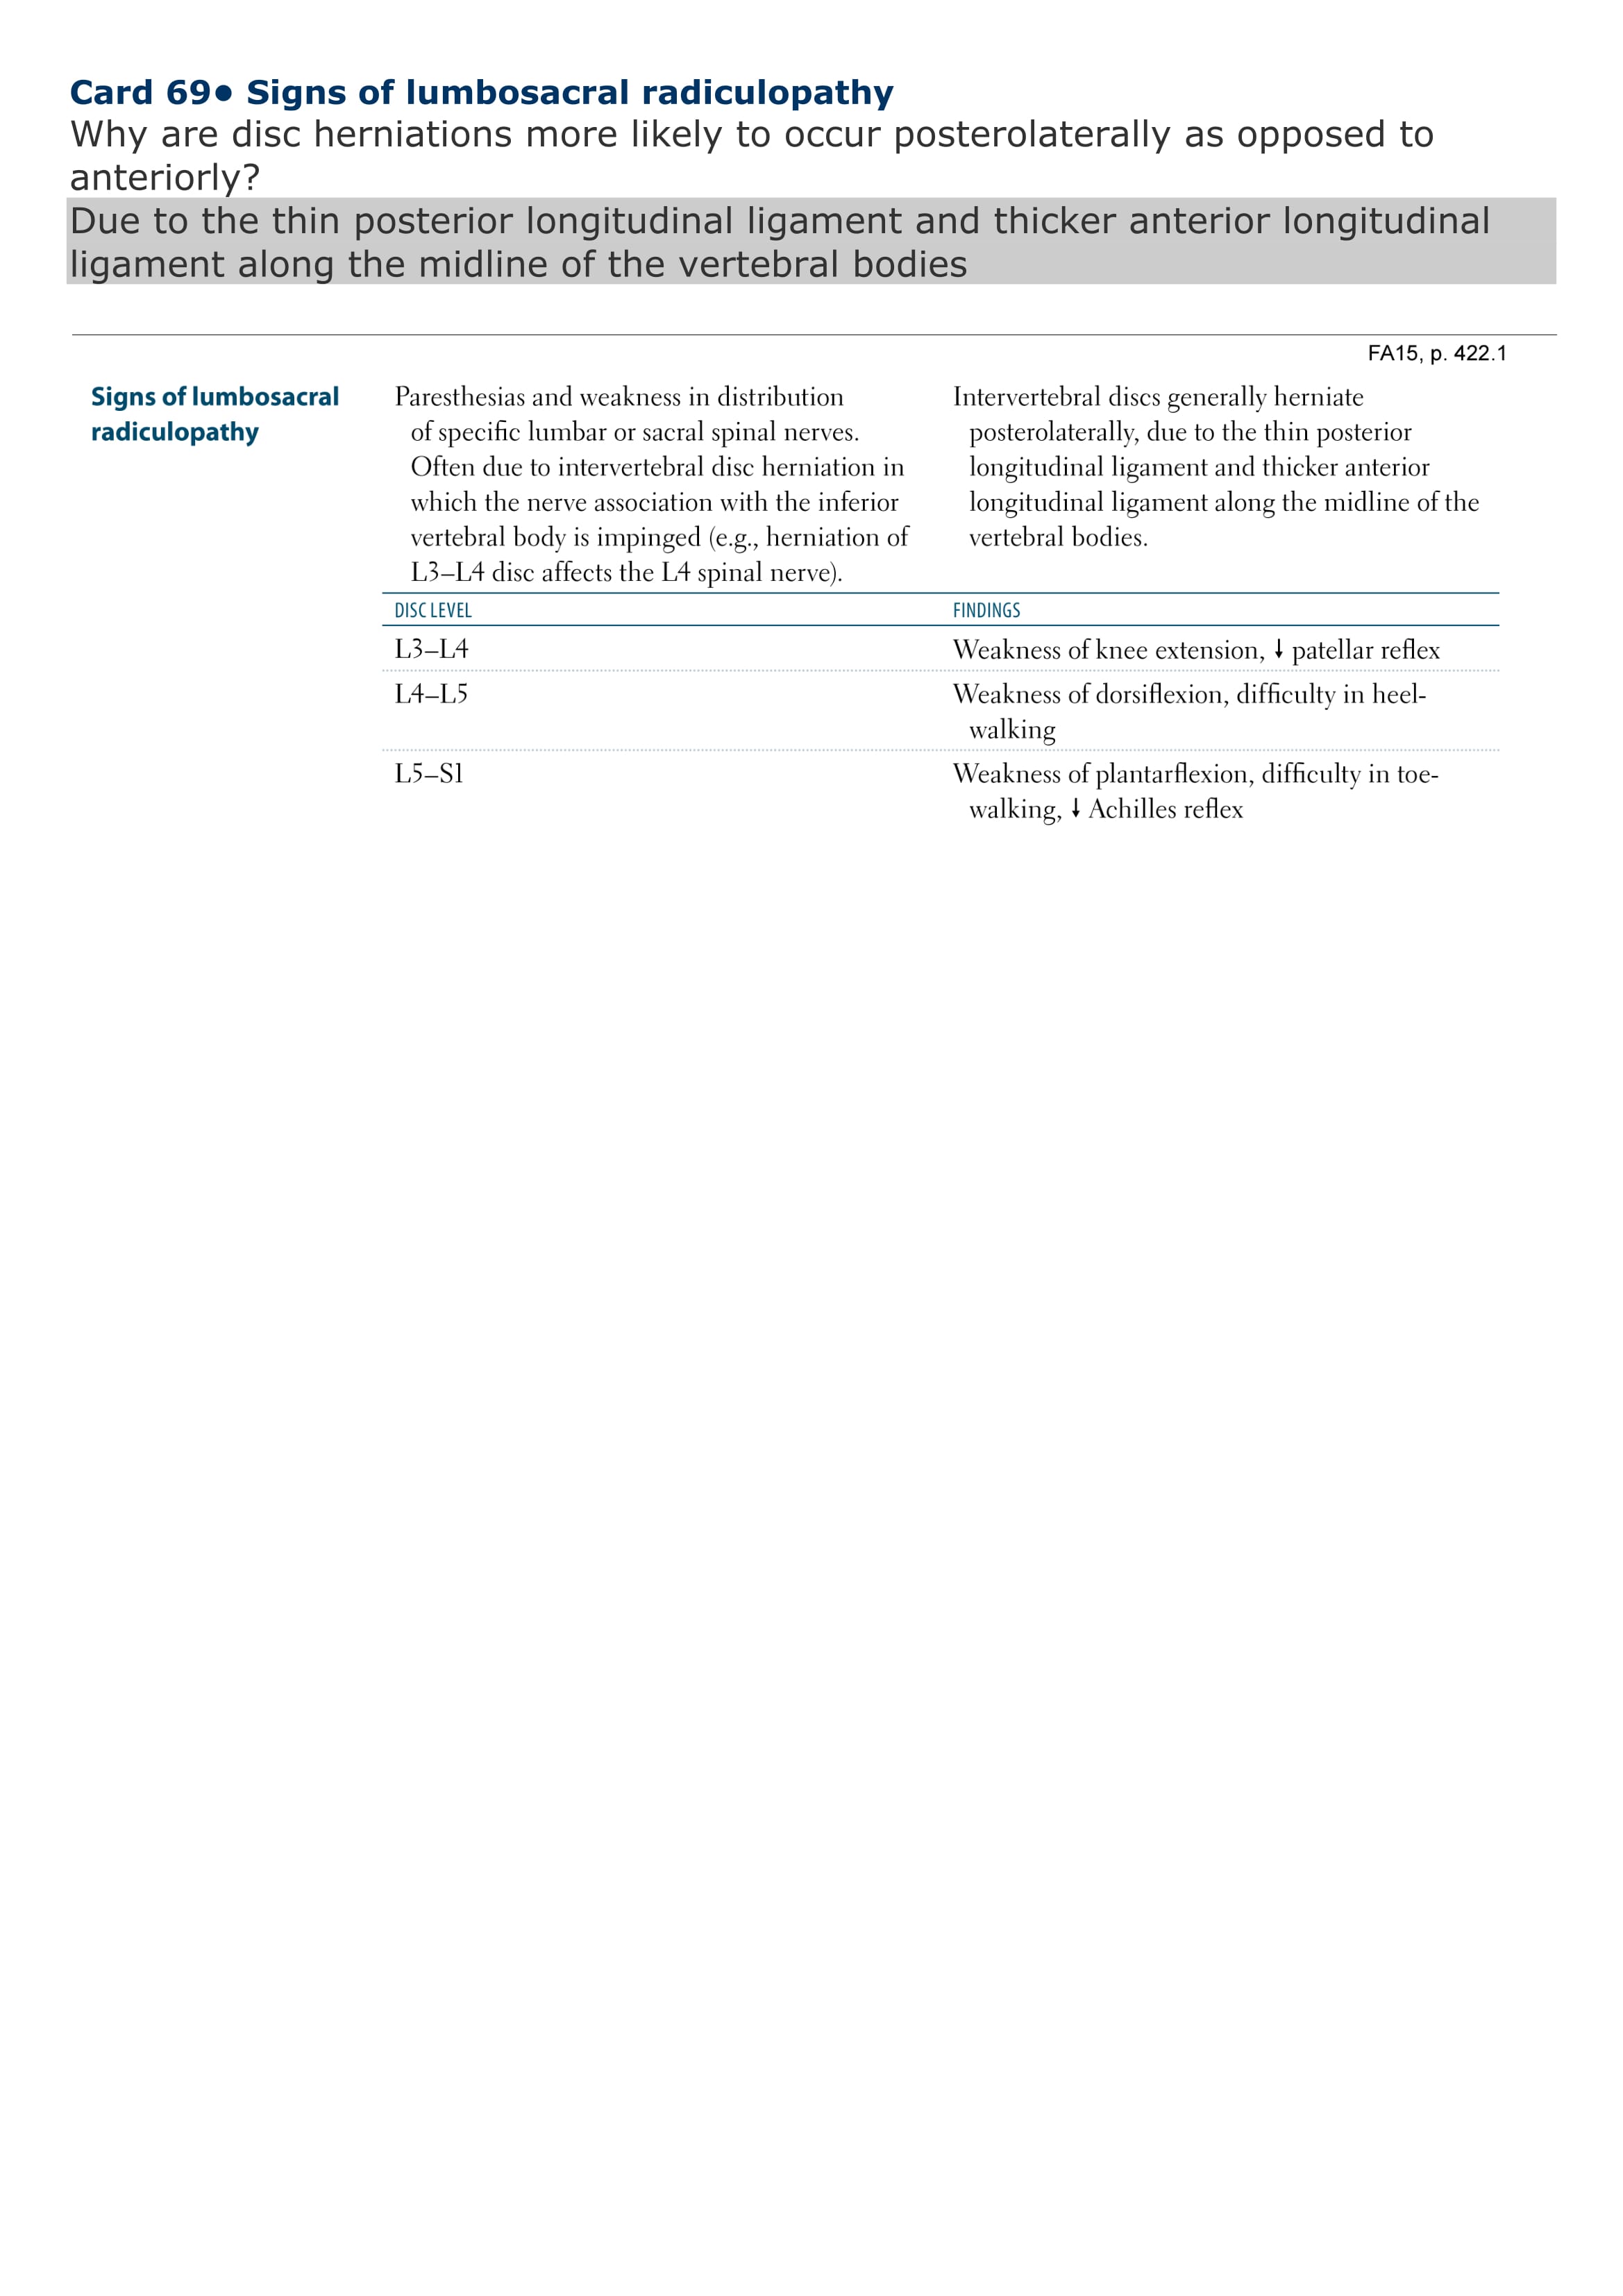 Card 69● Signs of lumbosacral radiculopathy
Why are disc herniations more likely to occur posterolaterally as opposed to
anteriorly?
Due to the thin posterior longitudinal ligament and thicker anterior longitudinal
ligament along the midline of the vertebral bodies
FA15, p. 422.1
Signs of lumbosacral
radiculopathy
Paresthesias and weakness in distribution
of specific lumbar or sacral spinal nerves.
Often due to intervertebral disc herniation in
which the nerve association with the inferior
vertebral body is impinged (e.g., herniation of
L3–L4 disc affects the L4 spinal nerve).
Intervertebral discs generally herniate
posterolaterally, due to the thin posterior
longitudinal ligament and thicker anterior
longitudinal ligament along the midline of the
vertebral bodies.
DISC LEVEL FINDINGS
L3–L4 Weakness of knee extension, ↓ patellar reflex
L4–L5 Weakness of dorsiflexion, difficulty in heel-
walking
L5–S1 Weakness of plantarflexion, difficulty in toe-
walking, ↓ Achilles reflex